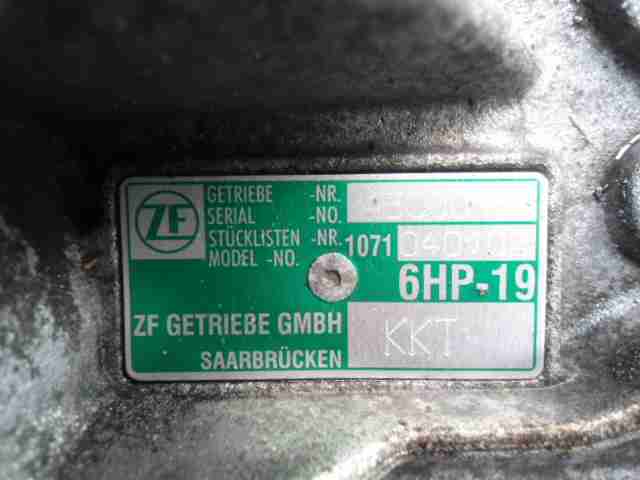 ZF
GETRIEBE -NR.
SERIAL -NO.
STÜCKLISTEN -NR. 1071
MODEL -NO.
6HP-19
ZF GETRIEBE GMBH
SAARBRÜCKEN
KKT